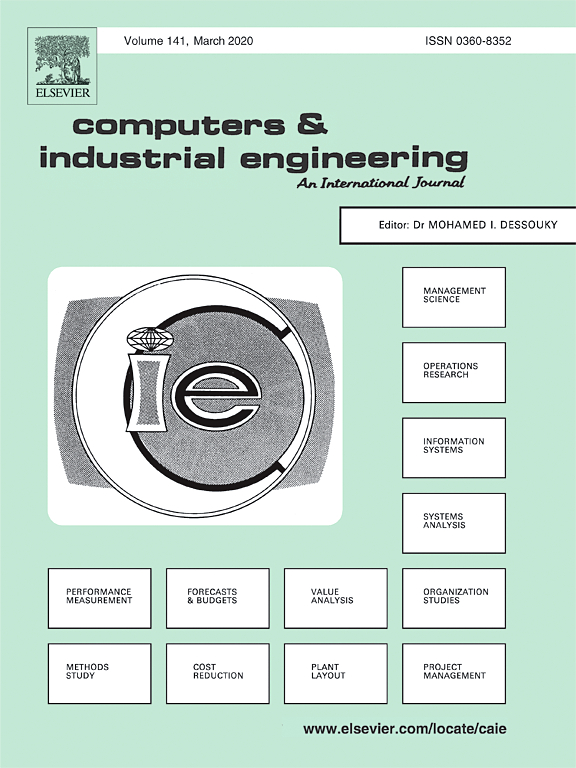 Volume 141, March 2020
ISSN 0360-8352
ELSEVIER
computers &
industrial engineering
An International Journal
Editor: Dr MOHAMED I. DESSOUKY
MANAGEMENT
SCIENCE
OPERATIONS
RESEARCH
INFORMATION
SYSTEMS
SYSTEMS
ANALYSIS
cie
PERFORMANCE
MEASUREMENT
FORECASTS
& BUDGETS
VALUE
ANALYSIS
ORGANIZATION
STUDIES
METHODS
STUDY
COST
REDUCTION
PLANT
LAYOUT
PROJECT
MANAGEMENT
www.elsevier.com/locate/caie